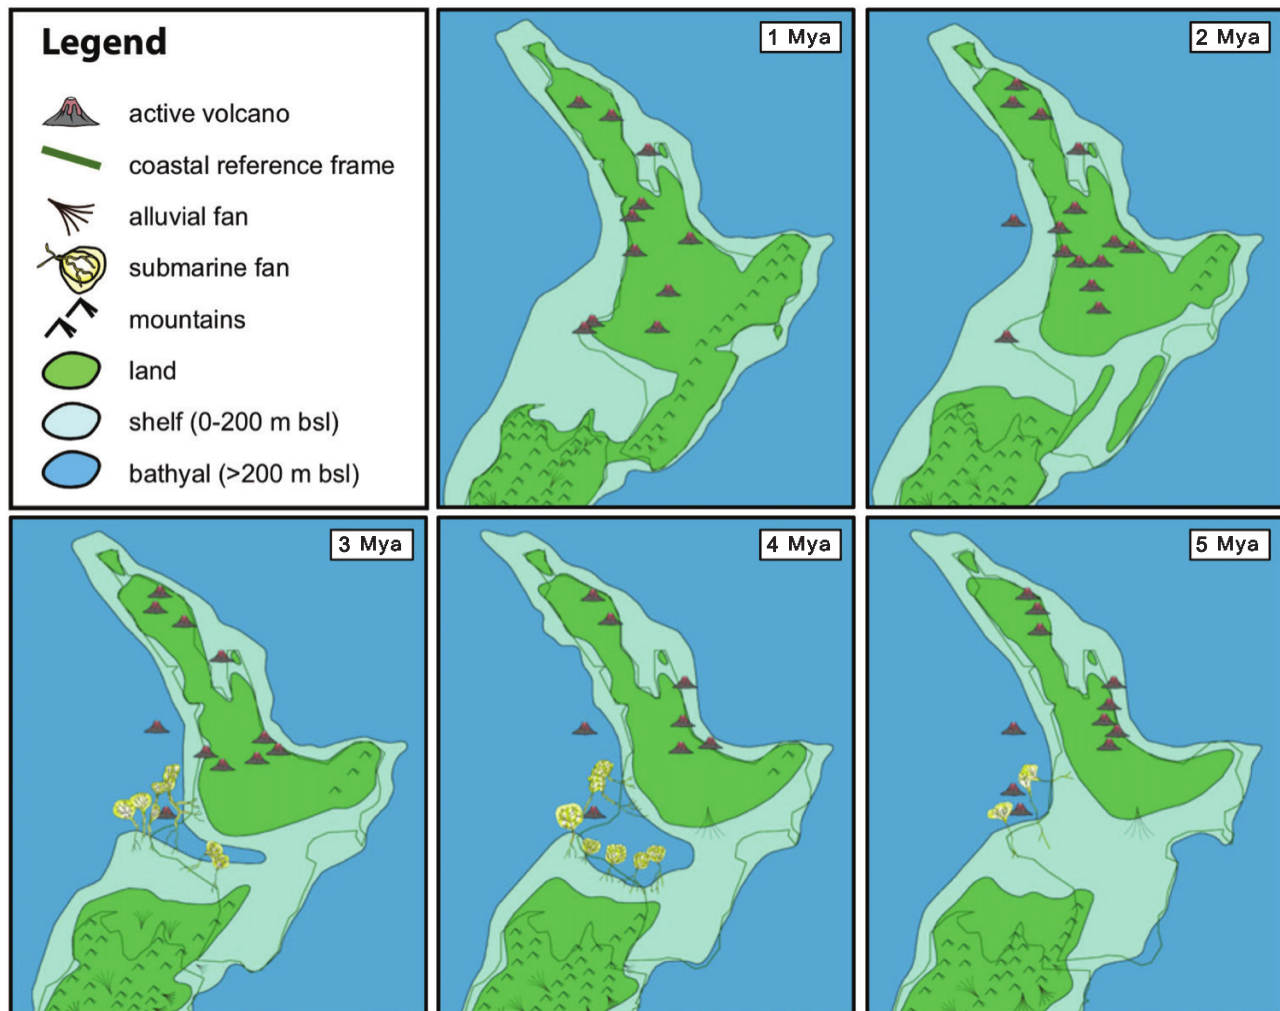 Legend
active volcano
coastal reference frame
alluvial fan
submarine fan
mountains
land
shelf (0-200 m bsl)
bathyal (>200 m bsl)
1 Mya
2 Mya
3 Mya
4 Mya
5 Mya